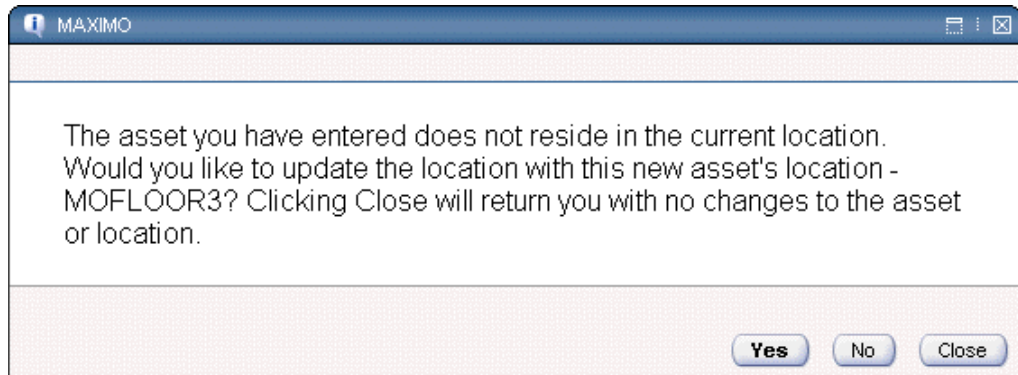 MAXIMO
The asset you have entered does not reside in the current location.
Would you like to update the location with this new asset's location -
MOFLOOR3? Clicking Close will return you with no changes to the asset
or location.
Yes No Close